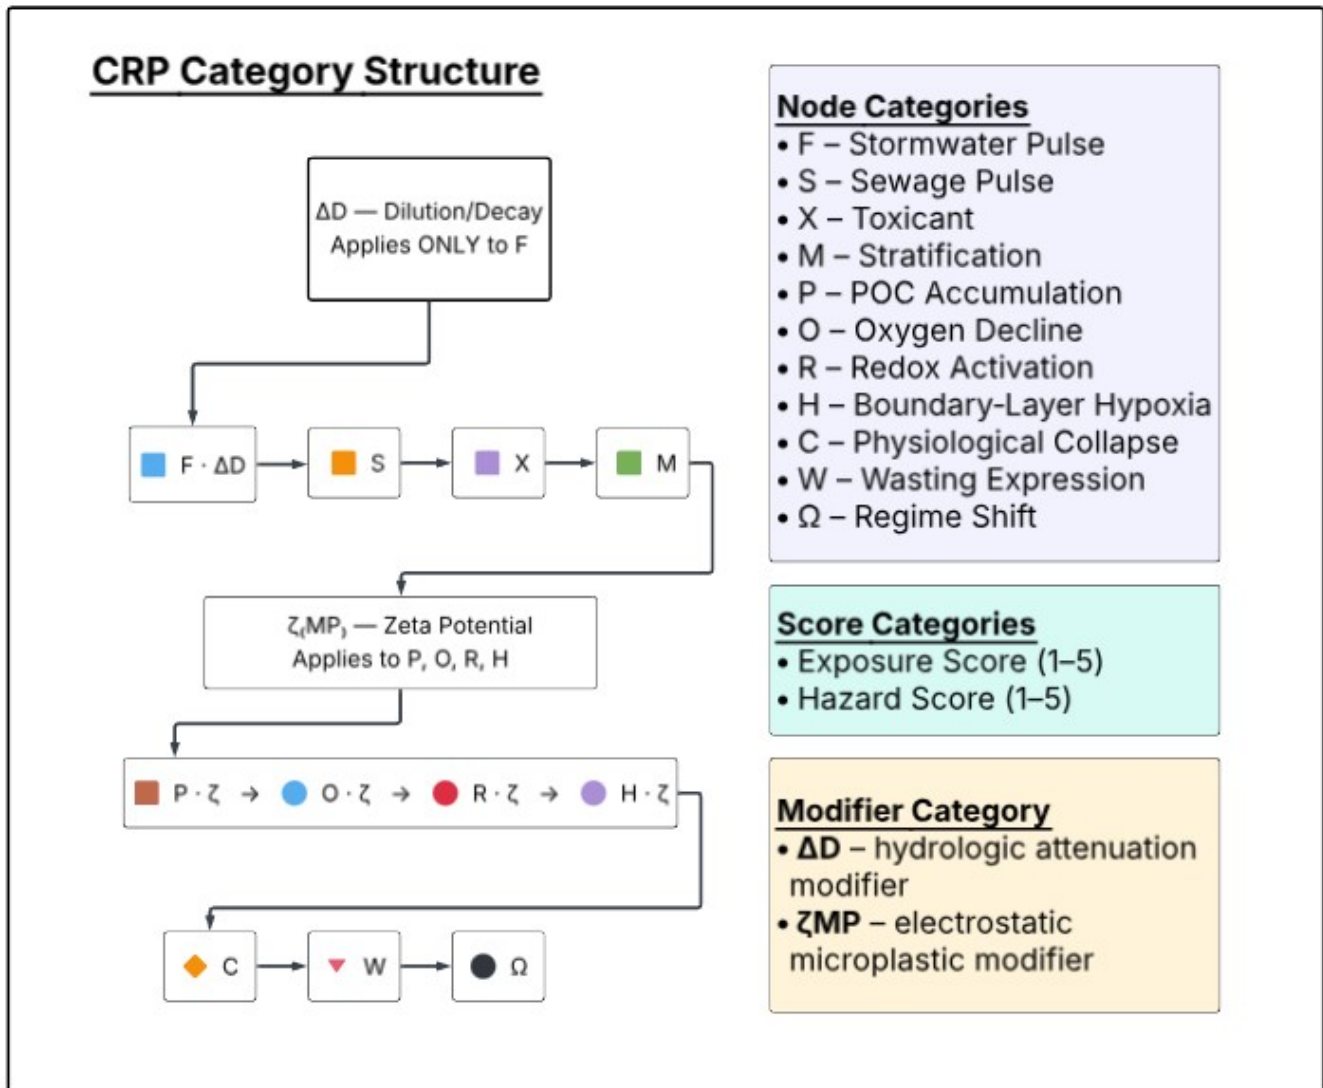 CRP Category Structure
ΔD — Dilution/Decay
Applies ONLY to F
F · ΔD
S
X
M
ζ₍MP₎ — Zeta Potential
Applies to P, O, R, H
P · ζ → O · ζ → R · ζ → H · ζ
C
W
Ω
Node Categories
• F – Stormwater Pulse
• S – Sewage Pulse
• X – Toxicant
• M – Stratification
• P – POC Accumulation
• O – Oxygen Decline
• R – Redox Activation
• H – Boundary-Layer Hypoxia
• C – Physiological Collapse
• W – Wasting Expression
• Ω – Regime Shift
Score Categories
• Exposure Score (1–5)
• Hazard Score (1–5)
Modifier Category
• ΔD – hydrologic attenuation
modifier
• ζMP – electrostatic
microplastic modifier